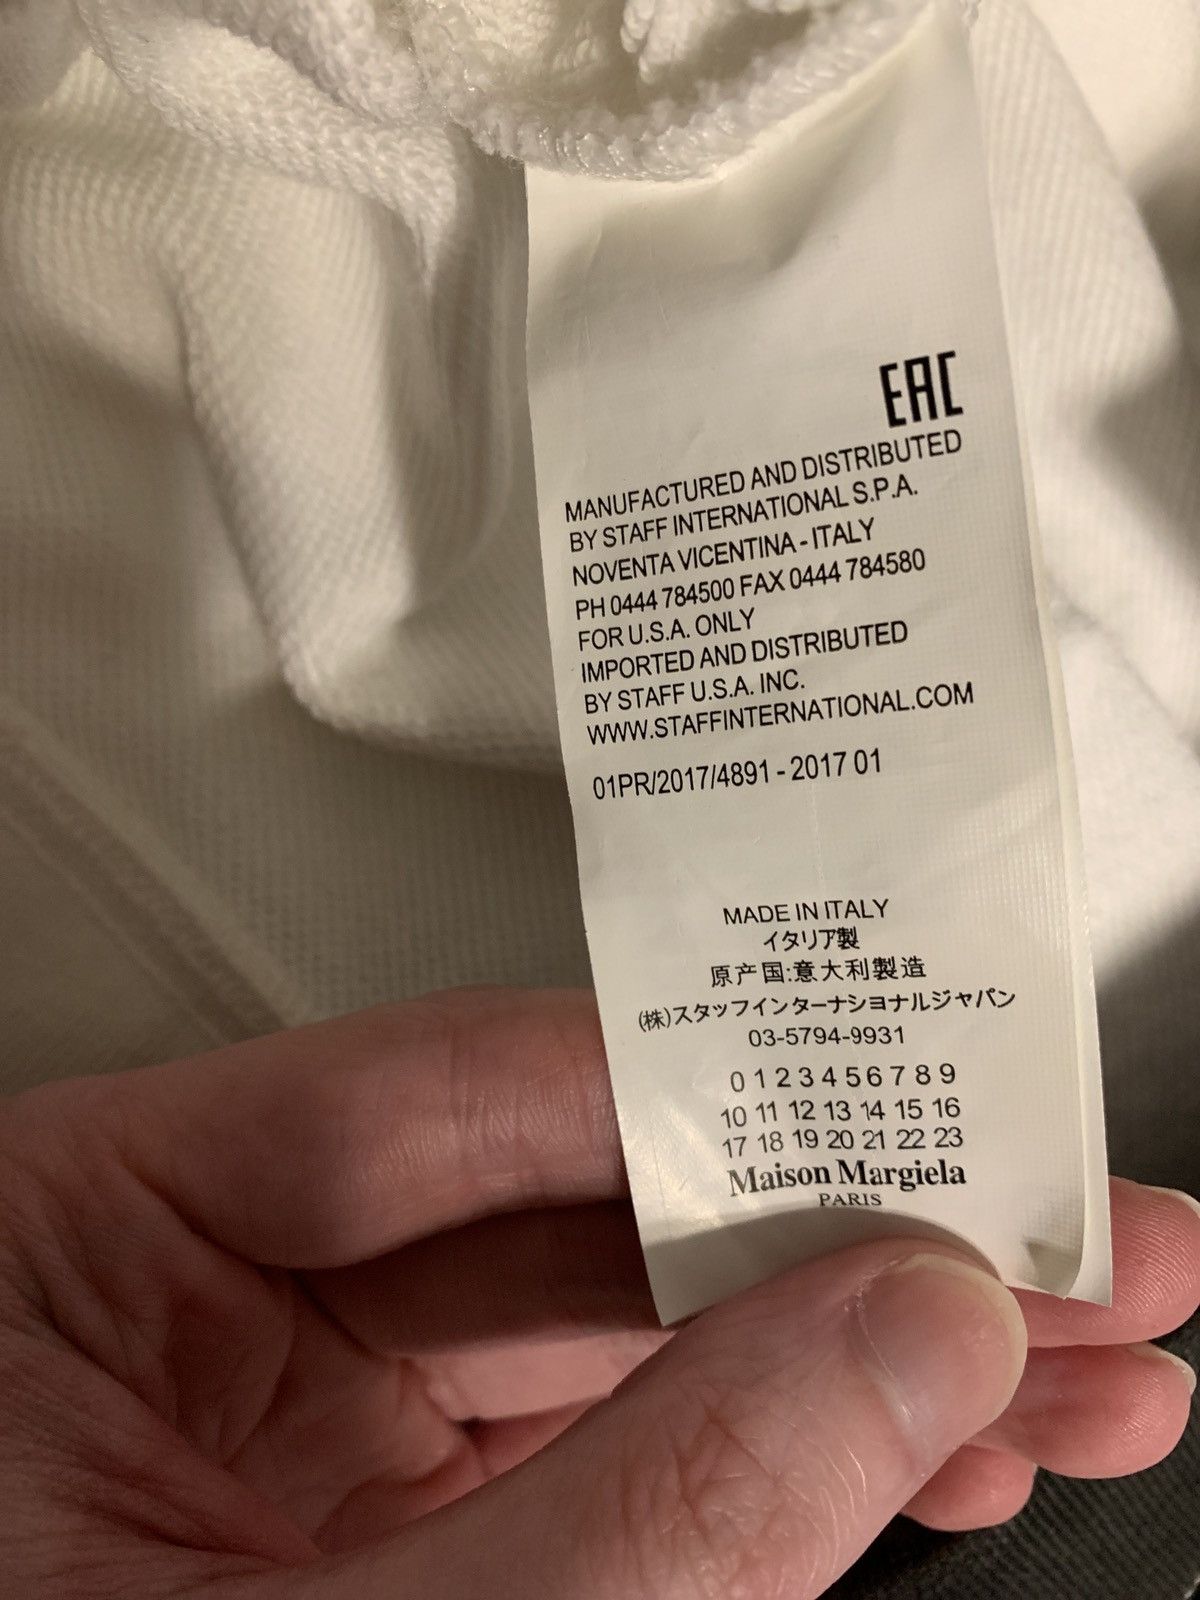 EAC
MANUFACTURED AND DISTRIBUTED
BY STAFF INTERNATIONAL S.P.A.
NOVENTA VICENTINA - ITALY
PH 0444 784500 FAX 0444 784580
FOR U.S.A. ONLY
IMPORTED AND DISTRIBUTED
BY STAFF U.S.A. INC.
WWW.STAFFINTERNATIONAL.COM
01PR/2017/4891 - 2017 01
MADE IN ITALY
イタリア製
原产国:意大利製造
(株)スタッフインターナショナルジャパン
03-5794-9931
0 1 2 3 4 5 6 7 8 9
10 11 12 13 14 15 16
17 18 19 20 21 22 23
Maison Margiela
PARIS